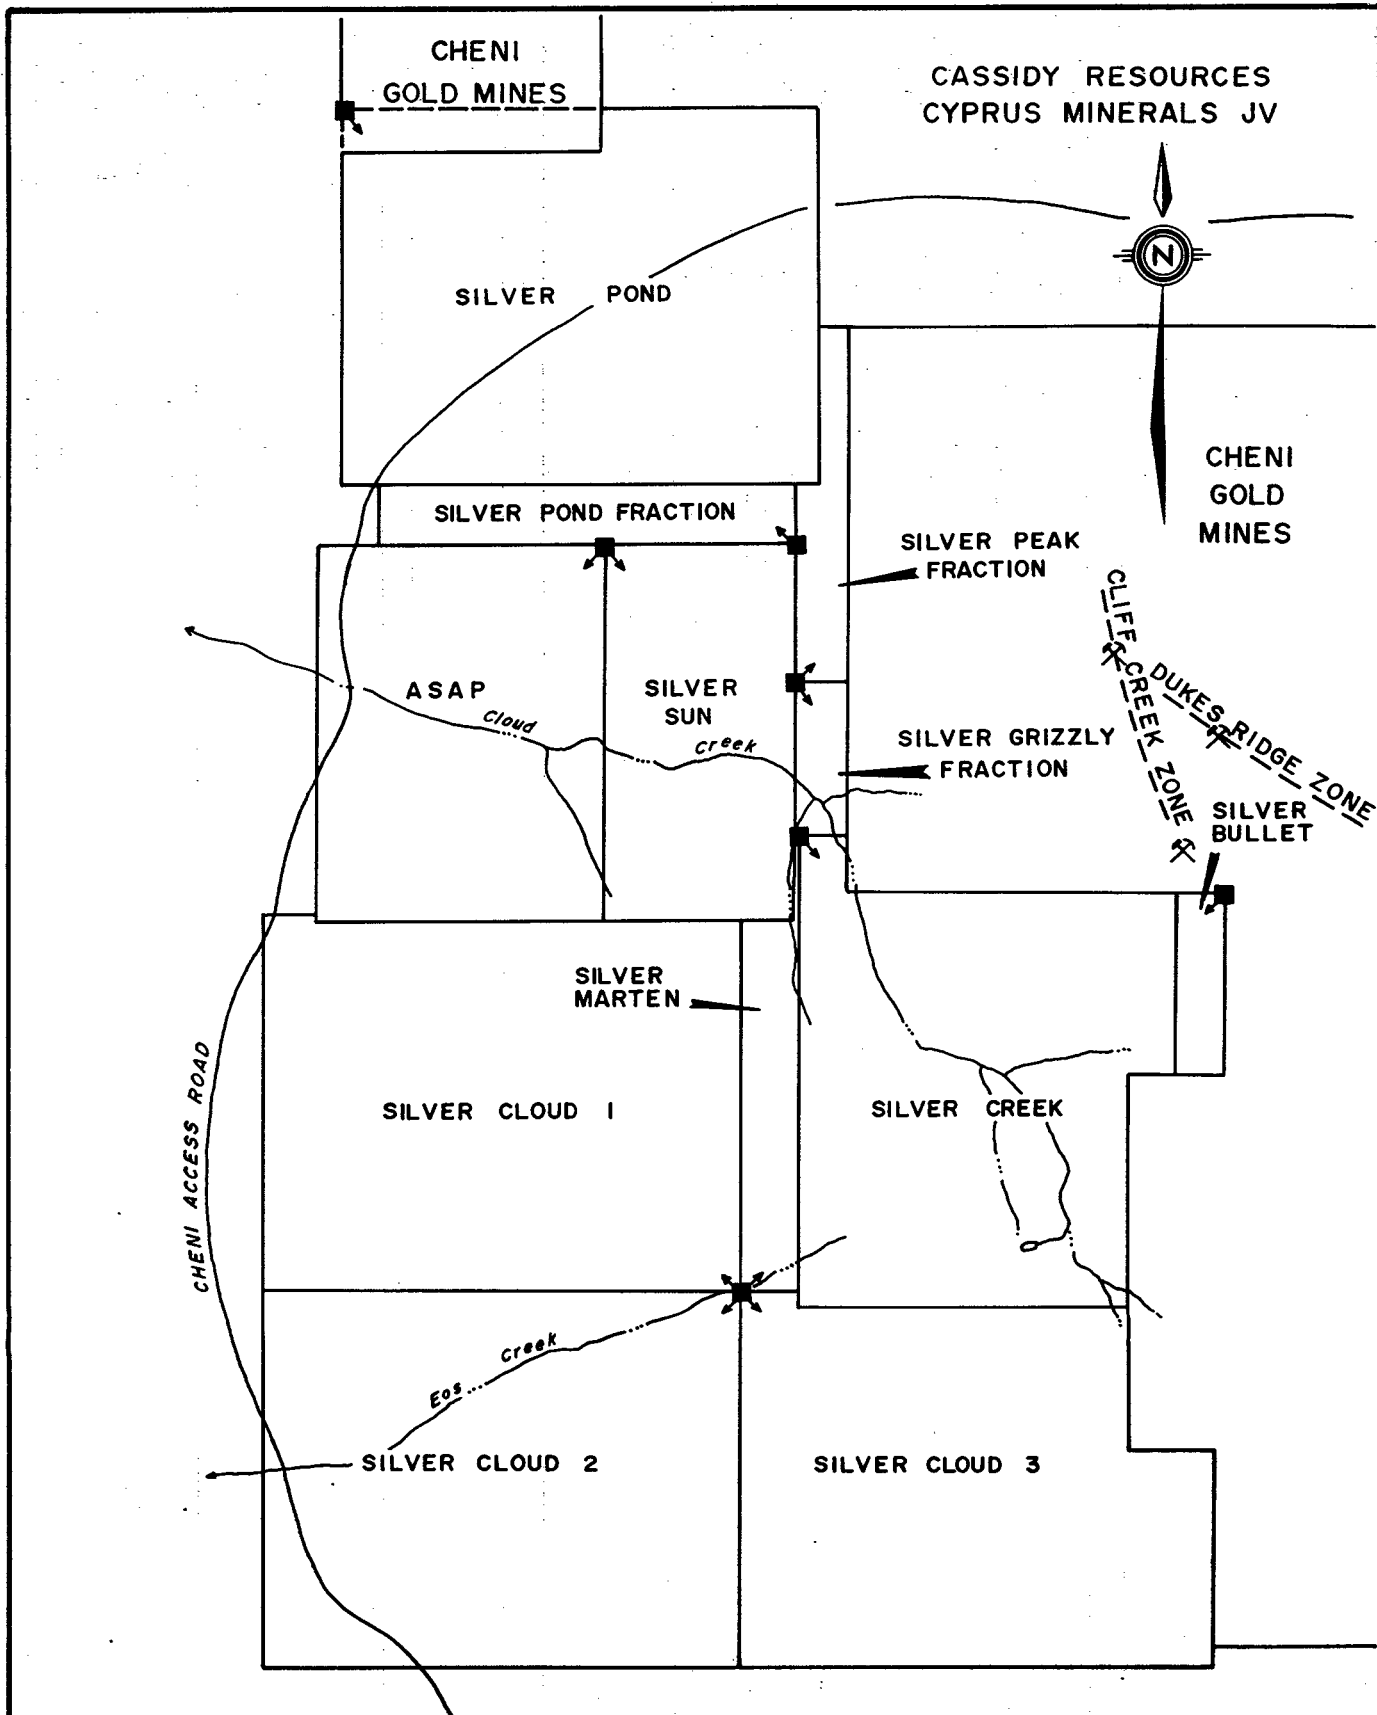 CHENI
GOLD MINES
CASSIDY RESOURCES
CYPRUS MINERALS JV
N
SILVER POND
CHENI
GOLD
MINES
SILVER POND FRACTION
SILVER PEAK
FRACTION
CLIFF CREEK ZONE
DUKES RIDGE ZONE
ASAP
SILVER
SUN
Cloud Creek
SILVER GRIZZLY
FRACTION
SILVER
BULLET
SILVER
MARTEN
CHENI ACCESS ROAD
SILVER CLOUD 1
SILVER CREEK
Eos Creek
SILVER CLOUD 2
SILVER CLOUD 3